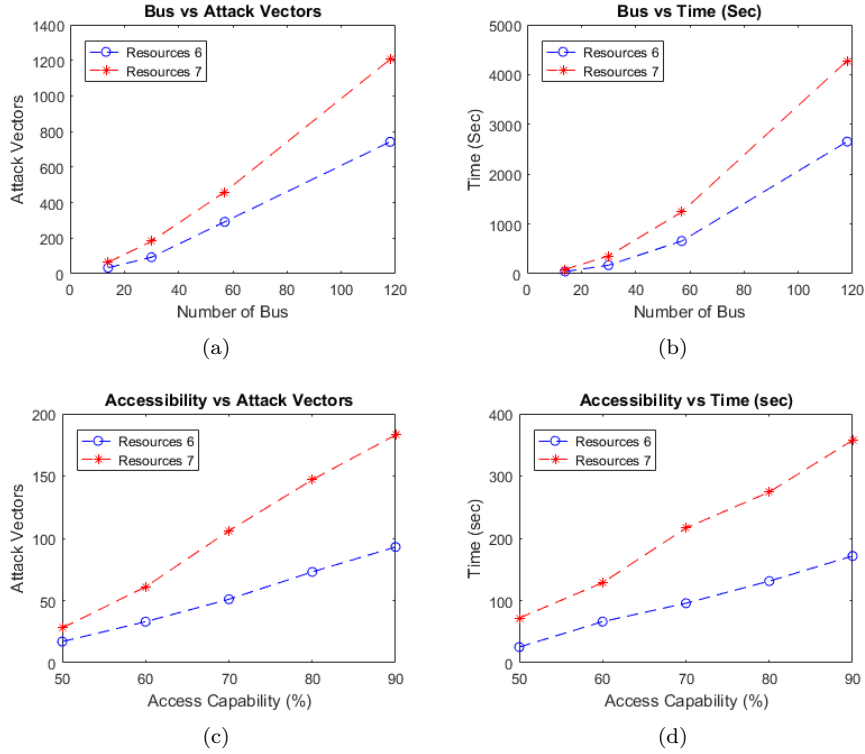 Bus vs Attack Vectors
1400
1200
1000
800
600
400
200
0
Attack Vectors
Resources 6
Resources 7
0 20 40 60 80 100 120
Number of Bus
(a)
Bus vs Time (Sec)
5000
4000
3000
2000
1000
0
Time (Sec)
Resources 6
Resources 7
0 20 40 60 80 100 120
Number of Bus
(b)
Accessibility vs Attack Vectors
200
150
100
50
0
Attack Vectors
Resources 6
Resources 7
50 60 70 80 90
Access Capability (%)
(c)
Accessibility vs Time (sec)
400
300
200
100
0
Time (sec)
Resources 6
Resources 7
50 60 70 80 90
Access Capability (%)
(d)